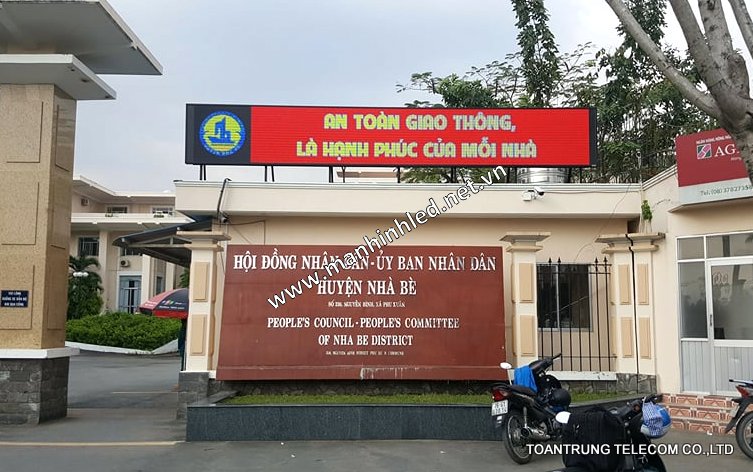 AN TOÀN GIAO THÔNG,
LÀ HẠNH PHÚC CỦA MỖI NHÀ
HỘI ĐỒNG NHÂN DÂN - ỦY BAN NHÂN DÂN
HUYỆN NHÀ BÈ
PEOPLE'S COUNCIL - PEOPLE'S COMMITTEE
OF NHA BE DISTRICT
www.manhinhled.net.vn
TOANTRUNG TELECOM CO.,LTD